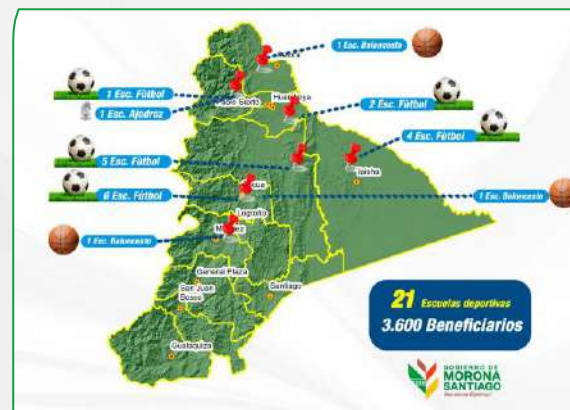 1 Esc. Baloncesto
1 Esc. Fútbol
1 Esc. Ajedrez
Pablo Sexto
Huamboya
2 Esc. Fútbol
4 Esc. Fútbol
5 Esc. Fútbol
Taisha
6 Esc. Fútbol
1 Esc. Baloncesto
Logroño
1 Esc. Baloncesto
General Plaza
San Juan
Bosco
Santiago
Gualaquiza
21 Escuelas deportivas
3.600 Beneficiarios
GOBIERNO DE
MORONA
SANTIAGO